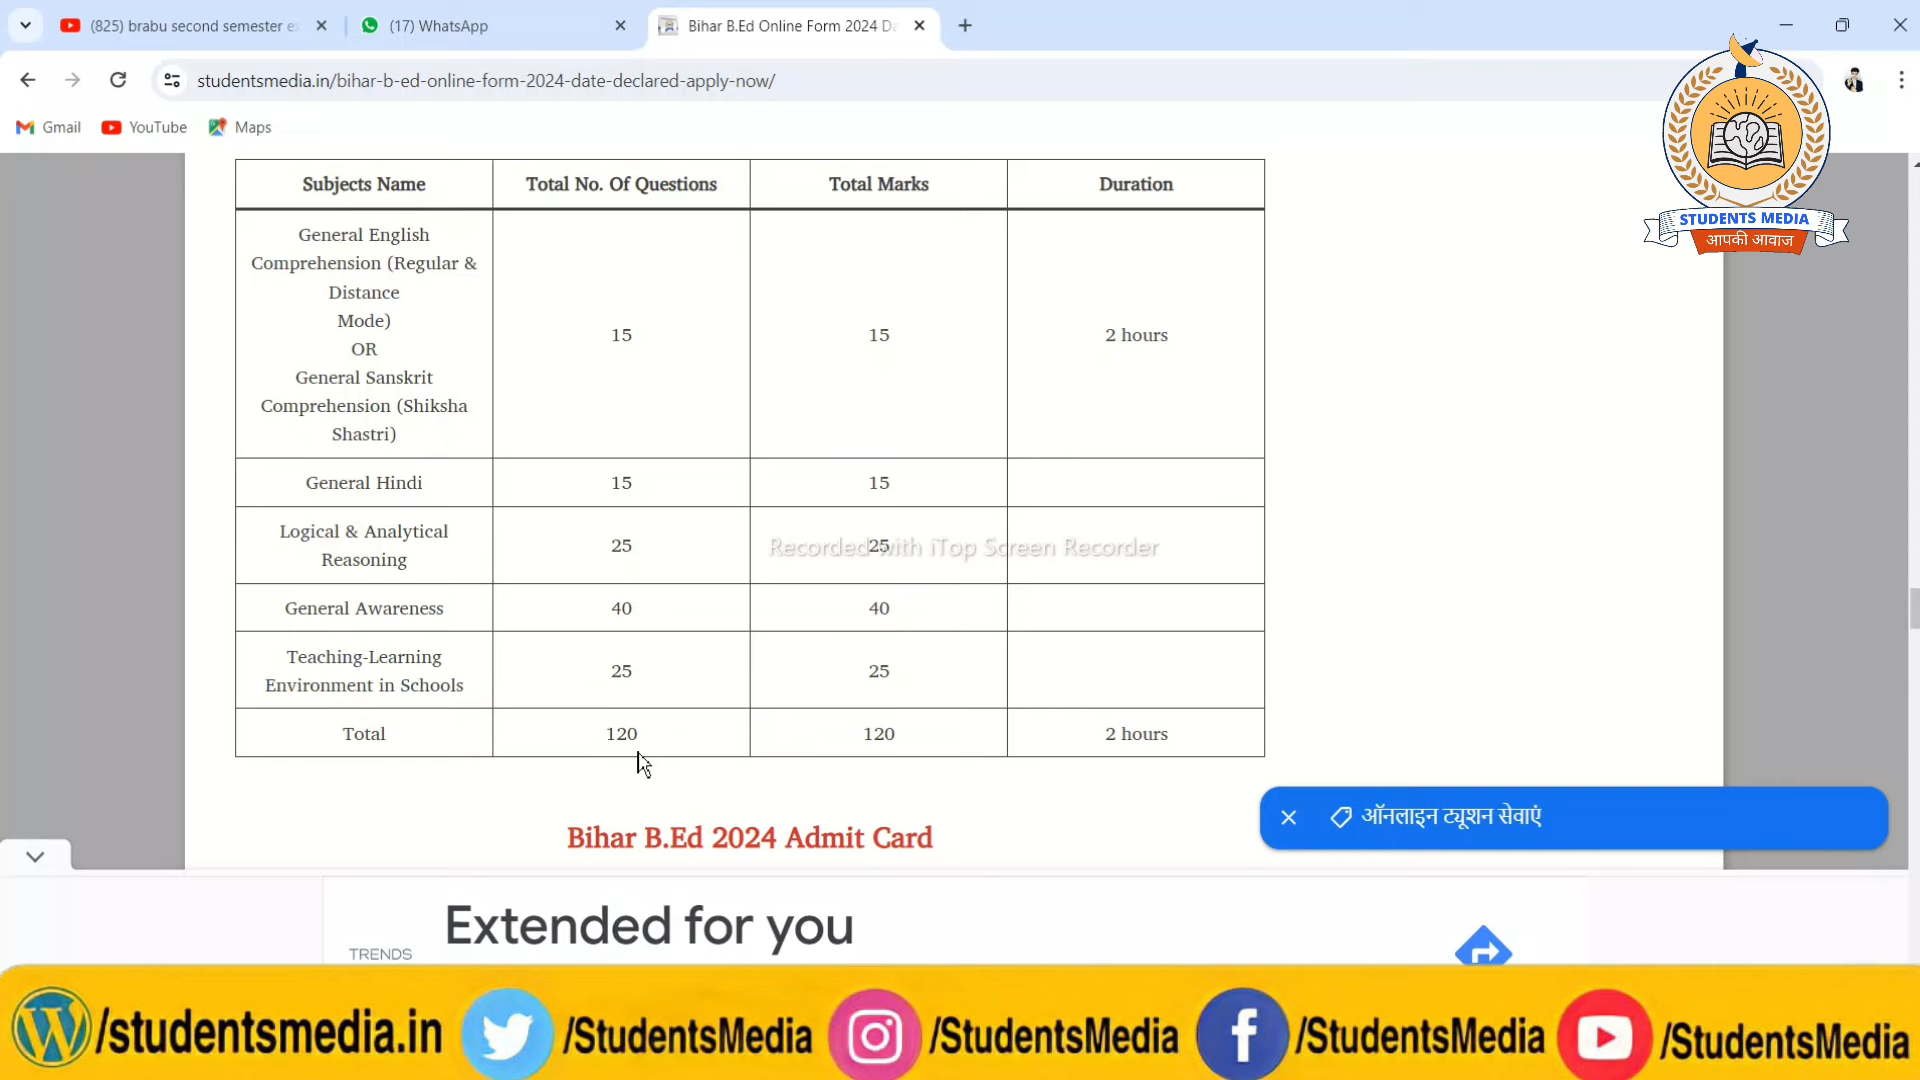 (825) brabu second semester e
(17) WhatsApp
Bihar B.Ed Online Form 2024 Da
studentsmedia.in/bihar-b-ed-online-form-2024-date-declared-apply-now/
Gmail
YouTube
Maps
STUDENTS MEDIA
आपकी आवाज
Subjects Name Total No. Of Questions Total Marks Duration
General English
Comprehension (Regular &
Distance
Mode)
OR
General Sanskrit
Comprehension (Shiksha
Shastri)
15 15 2 hours
General Hindi 15 15
Logical & Analytical
Reasoning
25 25
Recorded with iTop Screen Recorder
General Awareness 40 40
Teaching-Learning
Environment in Schools
25 25
Total 120 120 2 hours
ऑनलाइन ट्यूशन सेवाएं
Bihar B.Ed 2024 Admit Card
Extended for you
TRENDS
/studentsmedia.in /StudentsMedia /StudentsMedia /StudentsMedia /StudentsMedia